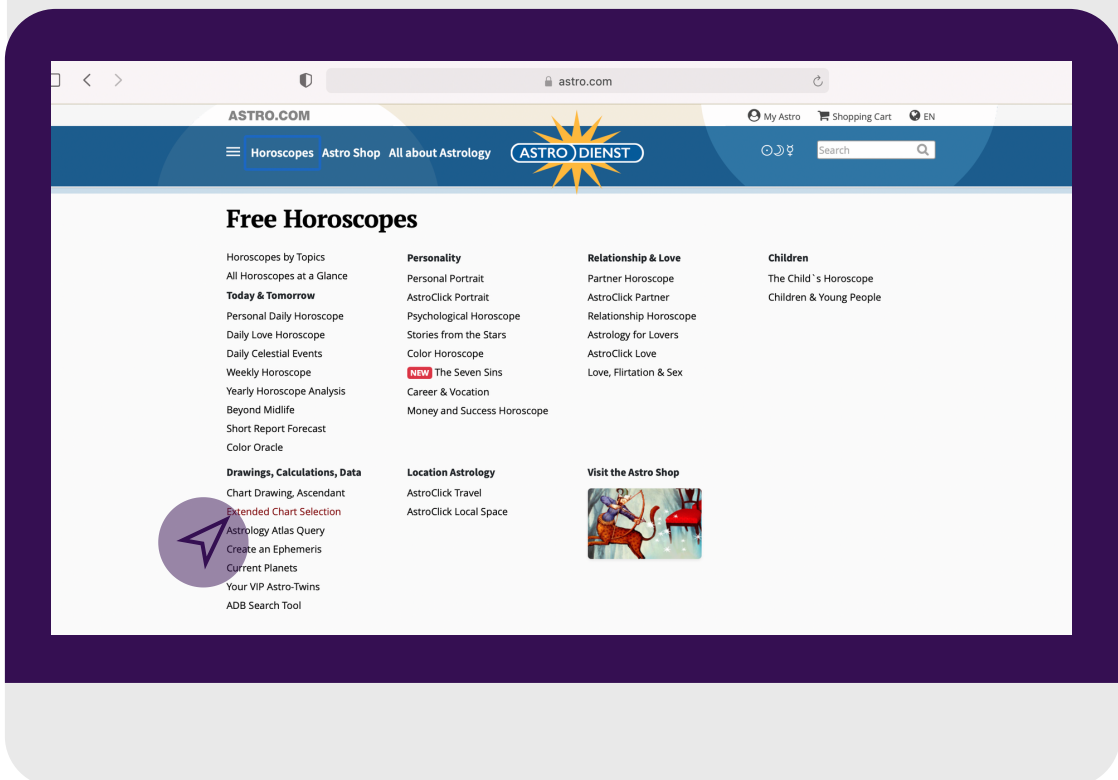 astro.com
ASTRO.COM
My Astro
Shopping Cart
EN
Horoscopes
Astro Shop
All about Astrology
ASTRO DIENST
Search
Free Horoscopes
Horoscopes by Topics
All Horoscopes at a Glance
Today & Tomorrow
Personal Daily Horoscope
Daily Love Horoscope
Daily Celestial Events
Weekly Horoscope
Yearly Horoscope Analysis
Beyond Midlife
Short Report Forecast
Color Oracle
Personality
Personal Portrait
AstroClick Portrait
Psychological Horoscope
Stories from the Stars
Color Horoscope
NEW The Seven Sins
Career & Vocation
Money and Success Horoscope
Relationship & Love
Partner Horoscope
AstroClick Partner
Relationship Horoscope
Astrology for Lovers
AstroClick Love
Love, Flirtation & Sex
Children
The Child`s Horoscope
Children & Young People
Drawings, Calculations, Data
Chart Drawing, Ascendant
Extended Chart Selection
Astrology Atlas Query
Create an Ephemeris
Current Planets
Your VIP Astro-Twins
ADB Search Tool
Location Astrology
AstroClick Travel
AstroClick Local Space
Visit the Astro Shop